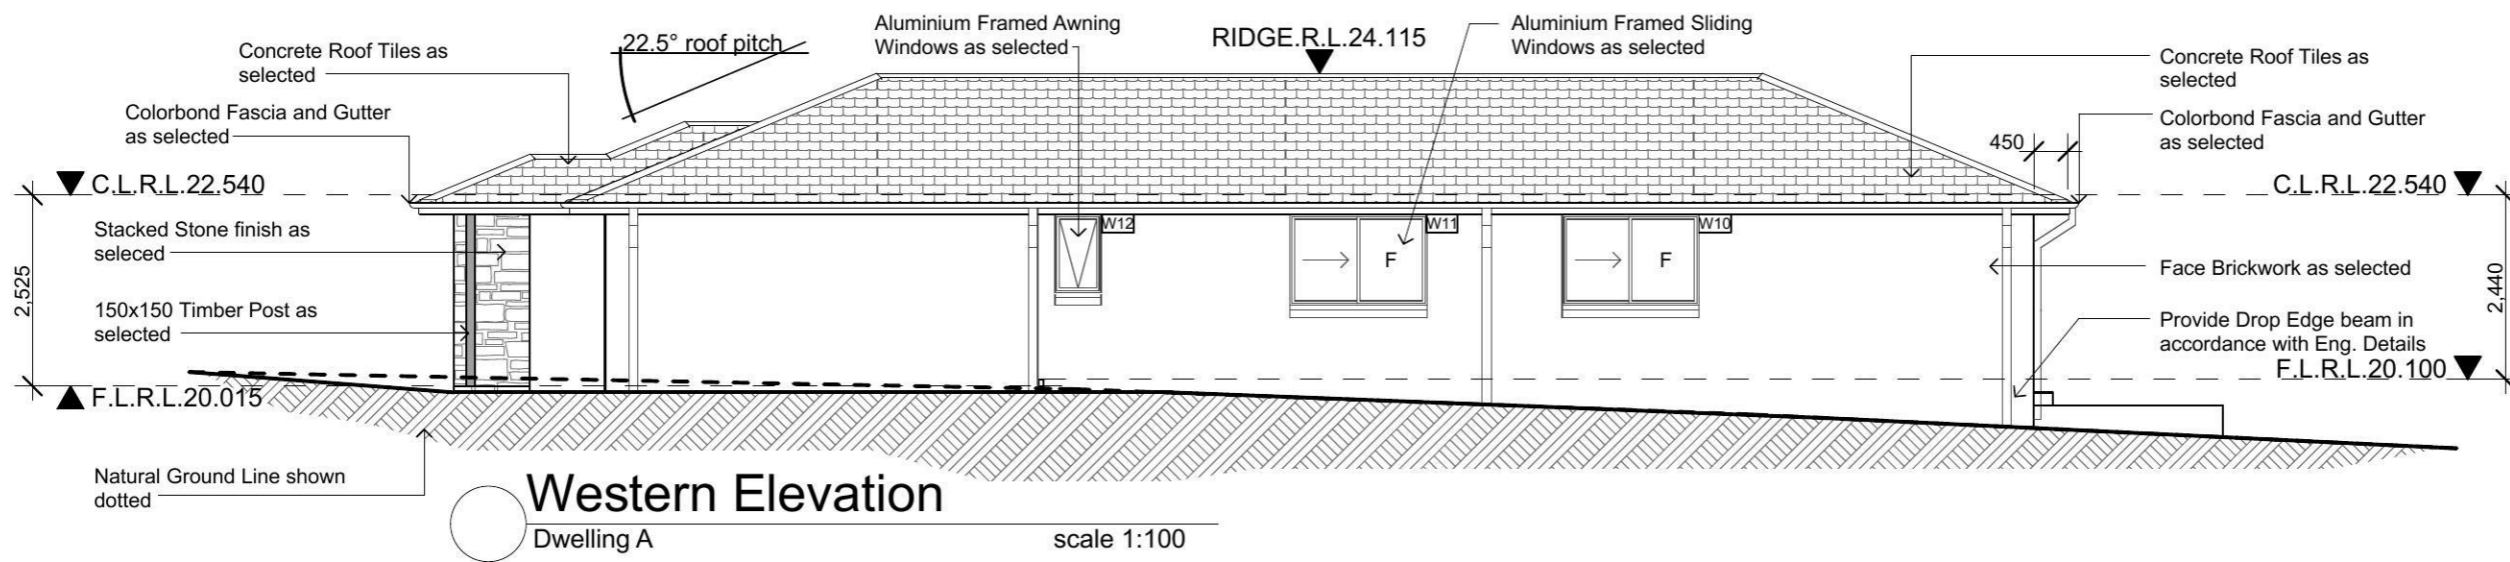 Aluminium Framed Awning
Windows as selected
RIDGE.R.L.24.115
Aluminium Framed Sliding
Windows as selected
22.5° roof pitch
Concrete Roof Tiles as
selected
Concrete Roof Tiles as
selected
Colorbond Fascia and Gutter
as selected
Colorbond Fascia and Gutter
as selected
450
C.L.R.L.22.540
C.L.R.L.22.540
Stacked Stone finish as
seleced
W12
W11
W10
F
F
Face Brickwork as selected
2,525
2,440
150x150 Timber Post as
selected
Provide Drop Edge beam in
accordance with Eng. Details
F.L.R.L.20.015
F.L.R.L.20.100
Natural Ground Line shown
dotted
Western Elevation
Dwelling A
scale 1:100